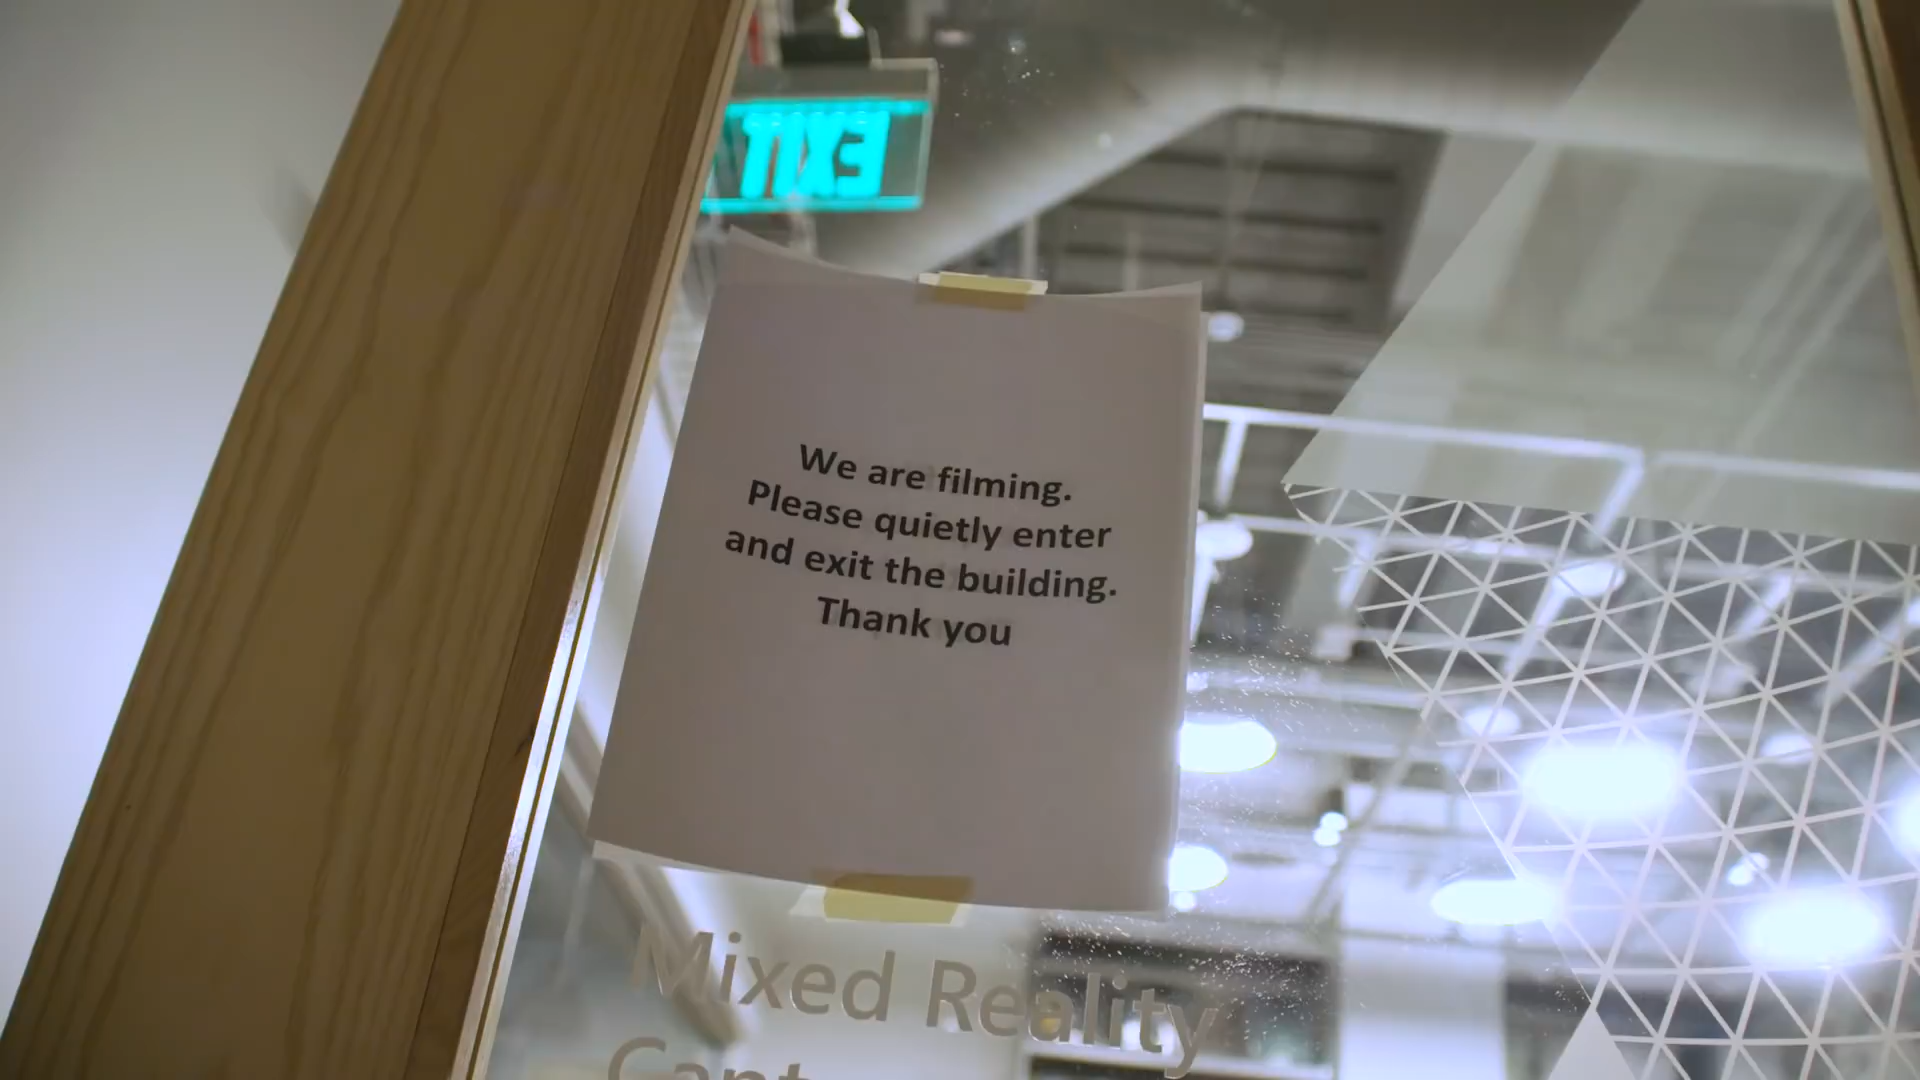 EXIT
We are filming.
Please quietly enter
and exit the building.
Thank you
Mixed Reality